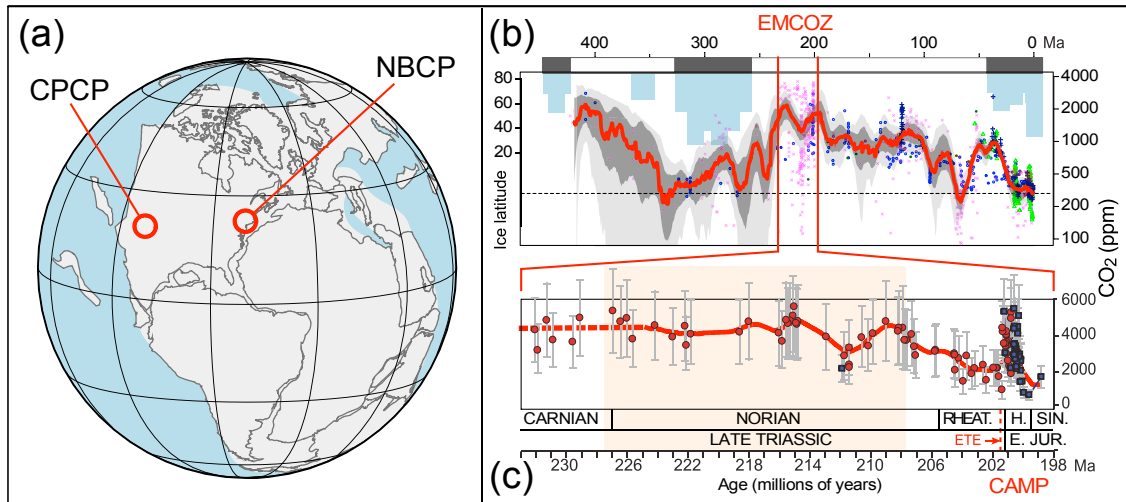 (a)
CPCP
NBCP
(b)
EMCOZ
400 300 200 100 0 Ma
Ice latitude
80
60
40
20
4000
2000
1000
500
200
100
CO2 (ppm)
6000
4000
2000
0
CARNIAN NORIAN RHEAT. H. SIN.
LATE TRIASSIC ETE E. JUR.
230 226 222 218 214 210 206 202 198 Ma
(c) Age (millions of years) CAMP